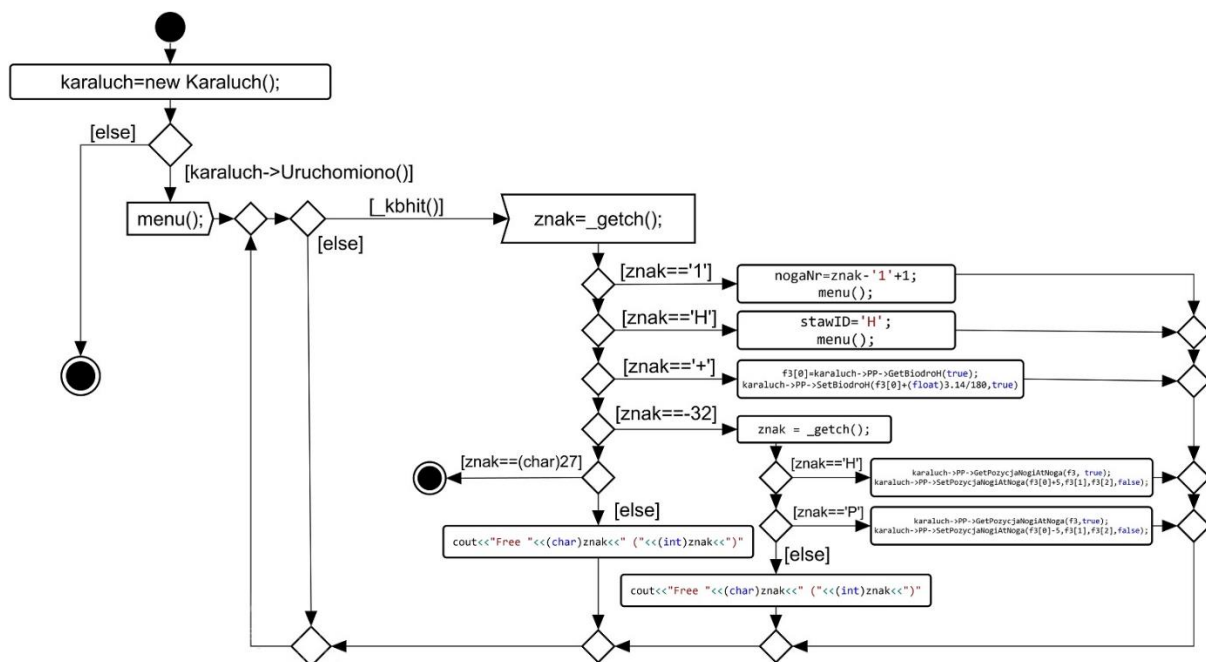 karaluch=new Karaluch();
[else]
[karaluch->Uruchomiono()]
menu();
[_kbhit()]
[else]
znak=_getch();
[znak=='1']
nogaNr=znak-'1'+1;
menu();
[znak=='H']
stawID='H';
menu();
[znak=='+']
f3[0]=karaluch->PP->GetBiodroH(true);
karaluch->PP->SetBiodroH(f3[0]+(float)3.14/180,true)
[znak==-32]
znak = _getch();
[znak==(char)27]
[znak=='H']
karaluch->PP->GetPozycjaNogiAtNoga(f3, true);
karaluch->PP->SetPozycjaNogiAtNoga(f3[0]+5,f3[1],f3[2],false);
[znak=='P']
karaluch->PP->GetPozycjaNogiAtNoga(f3,true);
karaluch->PP->SetPozycjaNogiAtNoga(f3[0]-5,f3[1],f3[2],false);
[else]
cout<<"Free "<<(char)znak<<" ("<<(int)znak<<")"
[else]
cout<<"Free "<<(char)znak<<" ("<<(int)znak<<")"